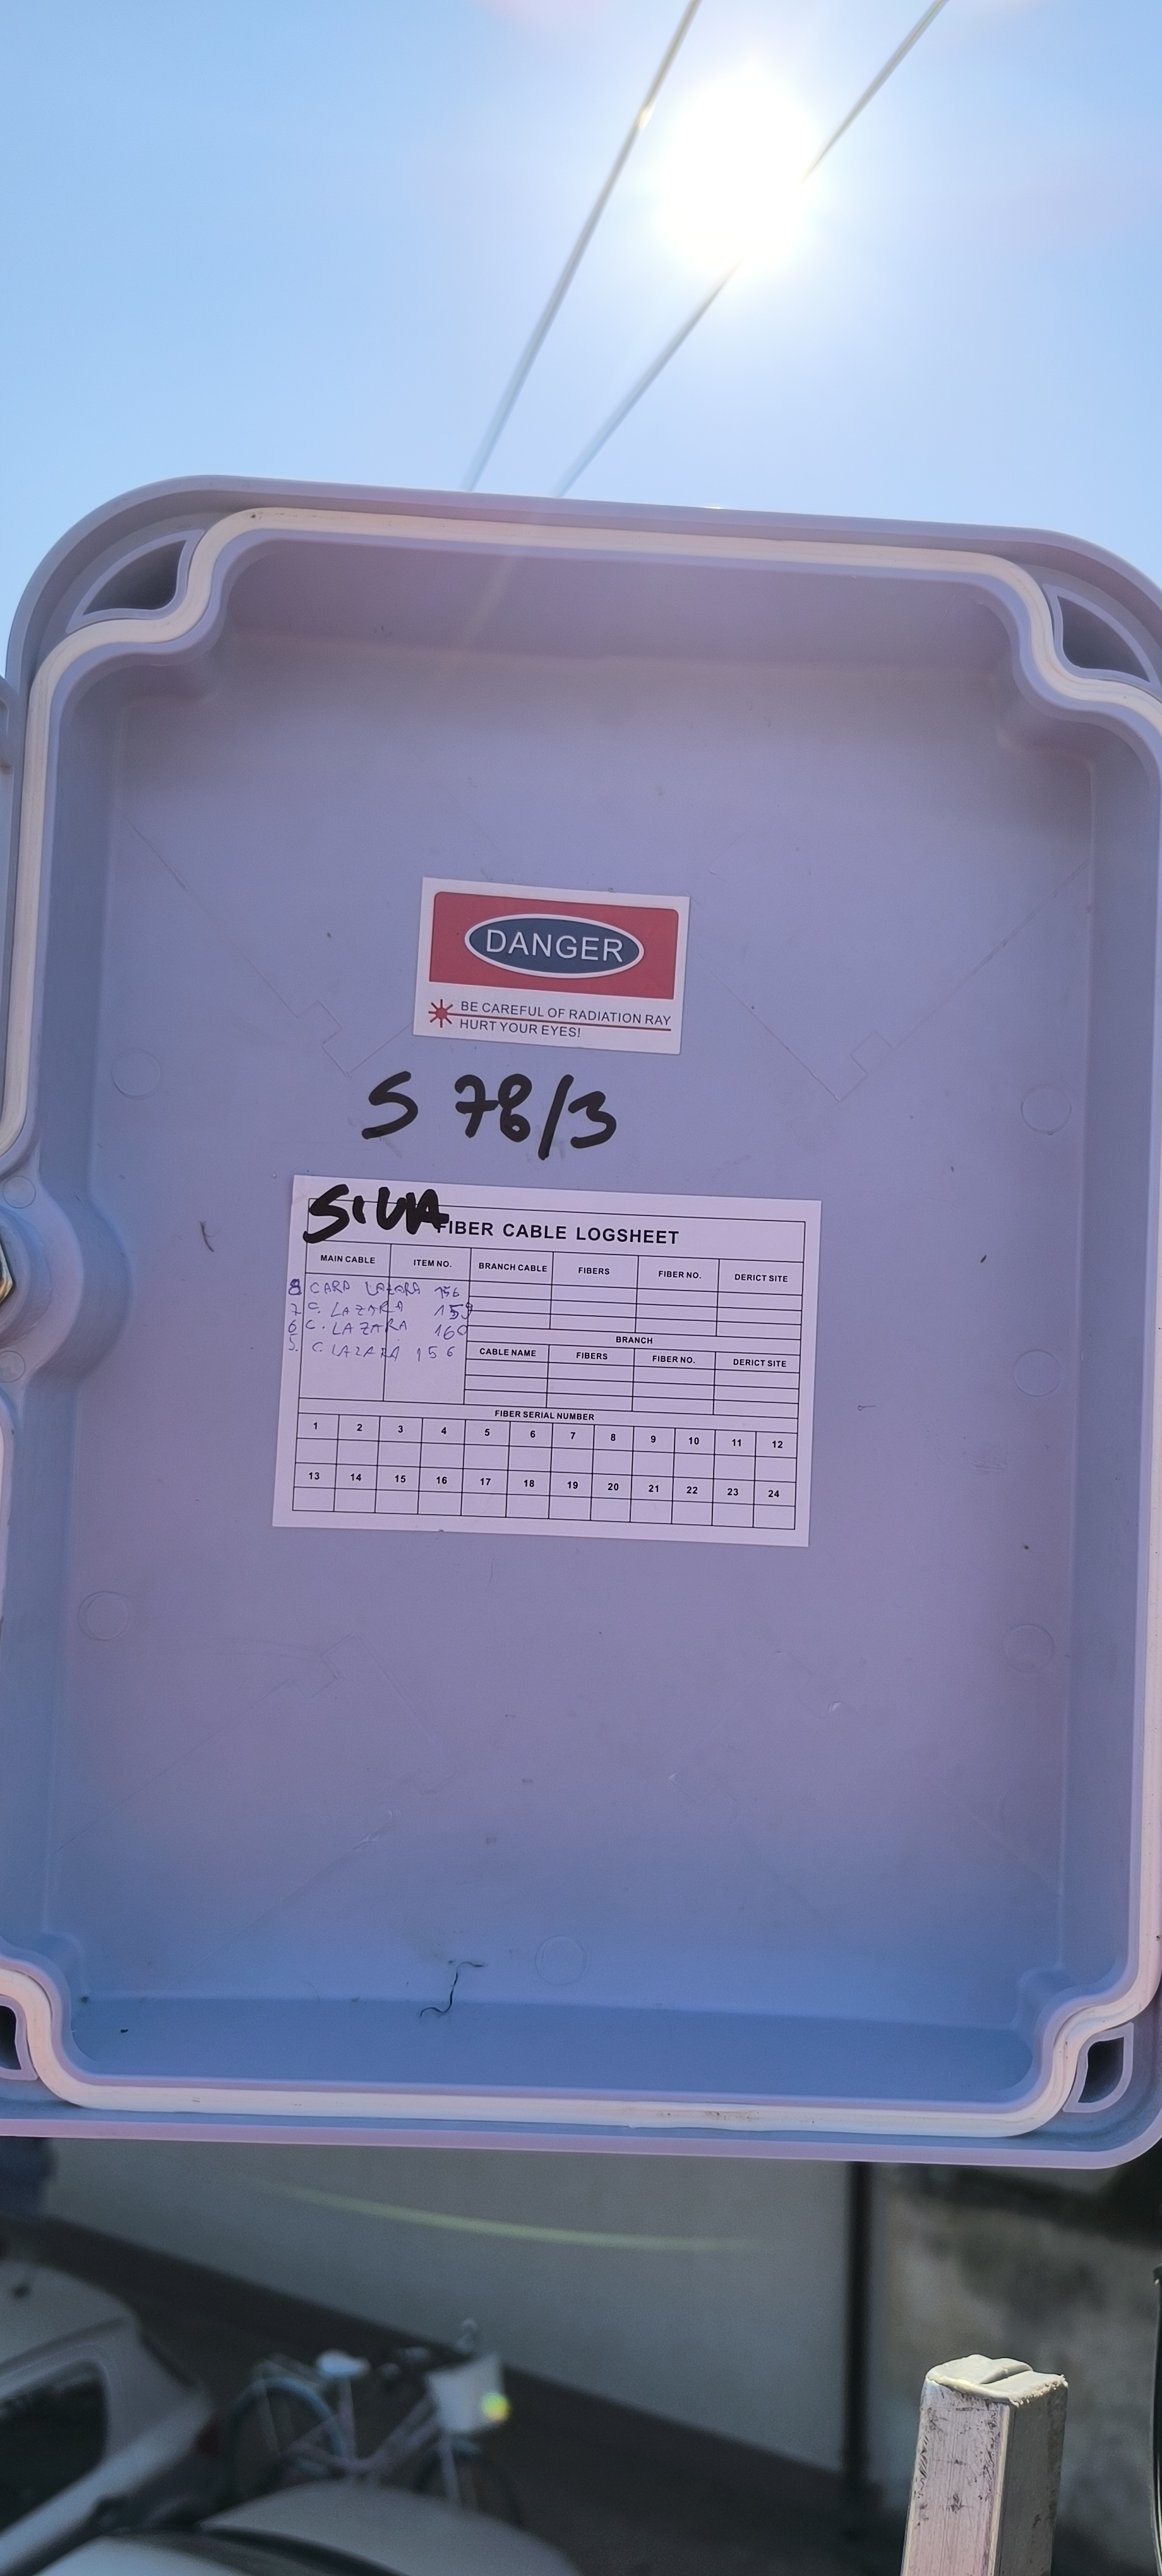 DANGER
BE CAREFUL OF RADIATION RAY
HURT YOUR EYES!
S 78/3
FIBER CABLE LOGSHEET
MAIN CABLE ITEM NO. BRANCH CABLE FIBERS FIBER NO. DERICT SITE
8 CARD LAZARA 156
7 C. LAZARA 159
6 C. LAZARA 160
5. C LAZARA 156
BRANCH
CABLE NAME FIBERS FIBER NO. DERICT SITE
FIBER SERIAL NUMBER
1 2 3 4 5 6 7 8 9 10 11 12
13 14 15 16 17 18 19 20 21 22 23 24